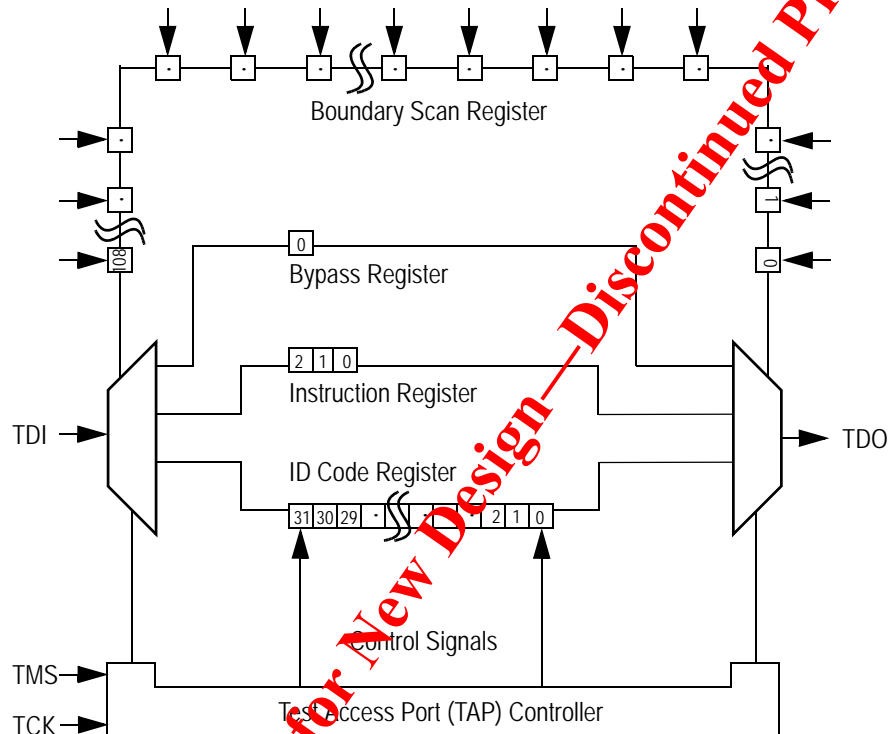 Boundary Scan Register
1
108
0
0
Bypass Register
2 1 0
Instruction Register
TDI
TDO
ID Code Register
31 30 29 · · · · 2 1 0
for New Design—Discontinued
Control Signals
TMS
Test Access Port (TAP) Controller
TCK